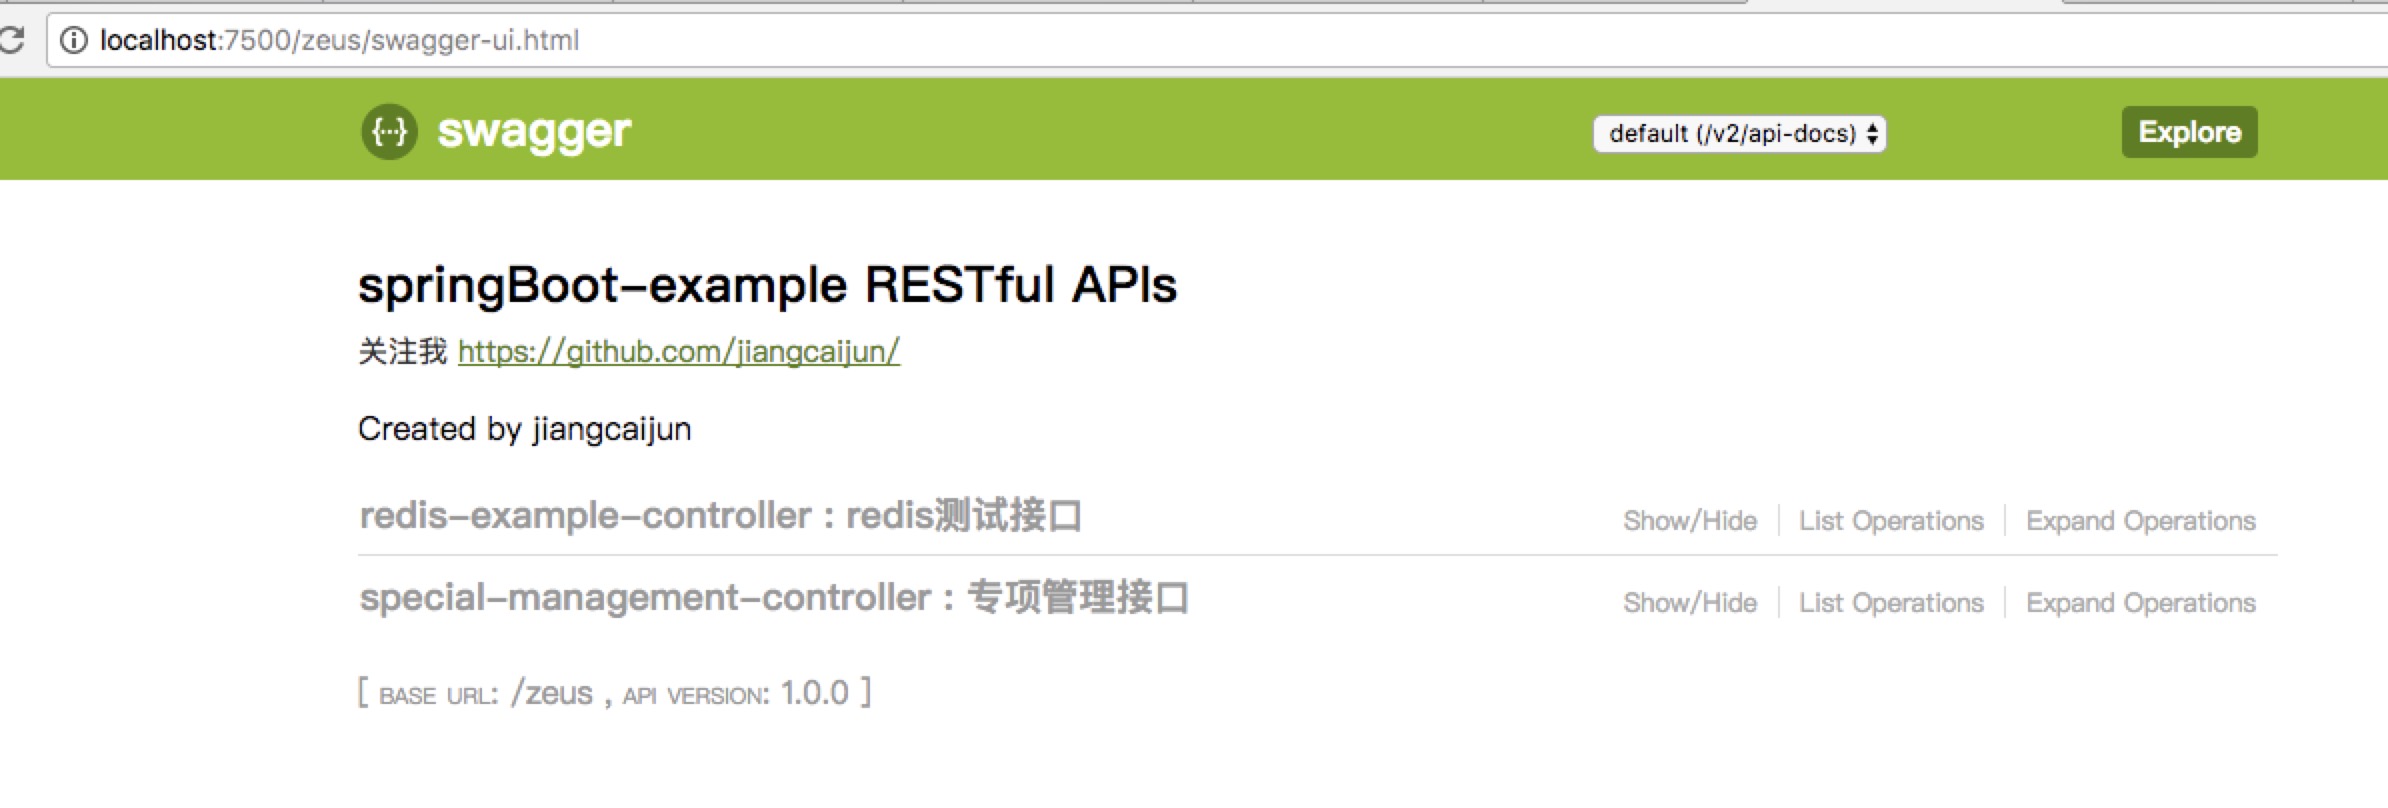 localhost:7500/zeus/swagger-ui.html
{···} swagger default (/v2/api-docs) Explore
springBoot-example RESTful APIs
关注我 https://github.com/jiangcaijun/
Created by jiangcaijun
redis-example-controller : redis测试接口 Show/Hide List Operations Expand Operations
special-management-controller : 专项管理接口 Show/Hide List Operations Expand Operations
[ BASE URL: /zeus , API VERSION: 1.0.0 ]